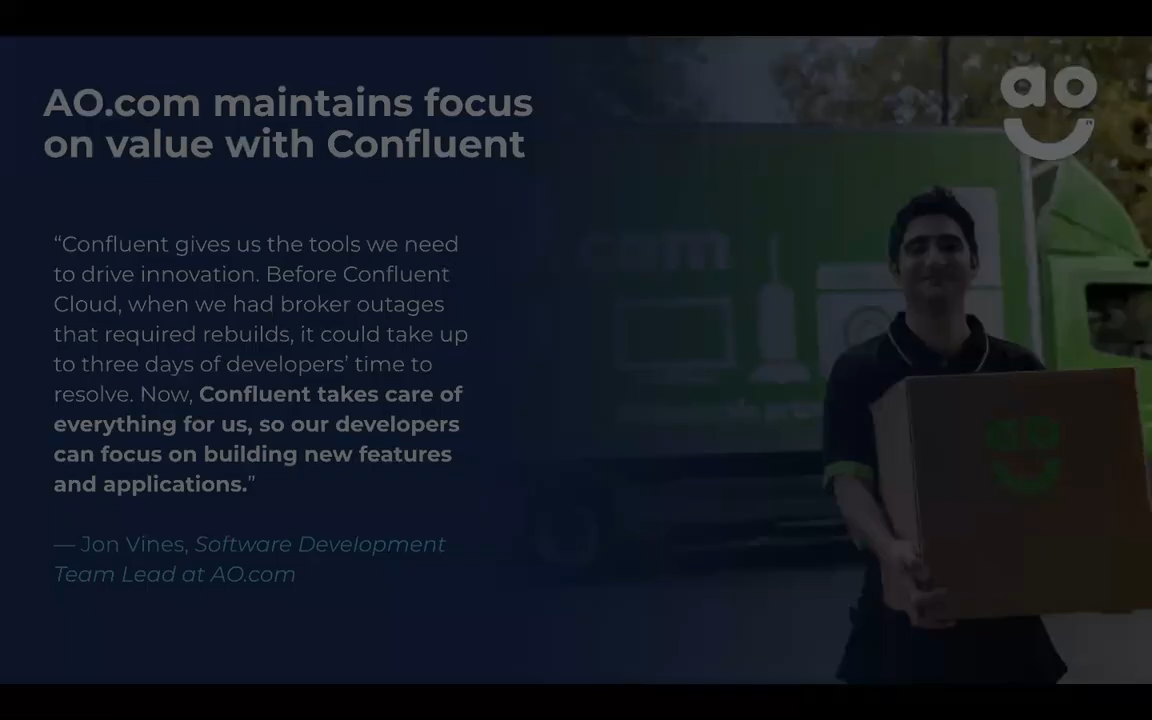 AO.com maintains focus
on value with Confluent
ao
“Confluent gives us the tools we need
to drive innovation. Before Confluent
Cloud, when we had broker outages
that required rebuilds, it could take up
to three days of developers’ time to
resolve. Now, Confluent takes care of
everything for us, so our developers
can focus on building new features
and applications.”
— Jon Vines, Software Development
Team Lead at AO.com
.com
ao